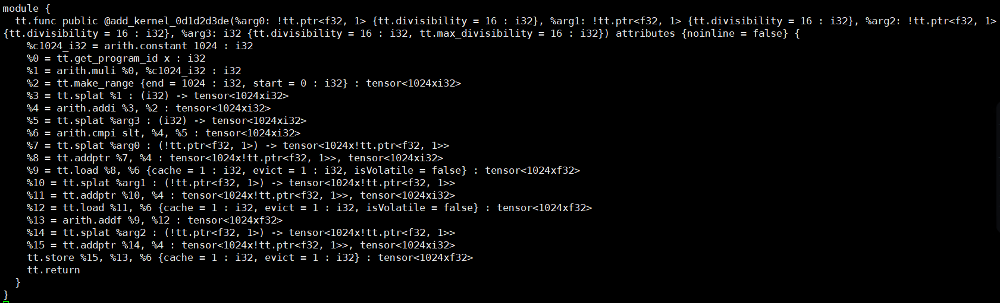 module {
  tt.func public @add_kernel_0d1d2d3de(%arg0: !tt.ptr<f32, 1> {tt.divisibility = 16 : i32}, %arg1: !tt.ptr<f32, 1> {tt.divisibility = 16 : i32}, %arg2: !tt.ptr<f32, 1>
{tt.divisibility = 16 : i32}, %arg3: i32 {tt.divisibility = 16 : i32, tt.max_divisibility = 16 : i32}) attributes {noinline = false} {
    %c1024_i32 = arith.constant 1024 : i32
    %0 = tt.get_program_id x : i32
    %1 = arith.muli %0, %c1024_i32 : i32
    %2 = tt.make_range {end = 1024 : i32, start = 0 : i32} : tensor<1024xi32>
    %3 = tt.splat %1 : (i32) -> tensor<1024xi32>
    %4 = arith.addi %3, %2 : tensor<1024xi32>
    %5 = tt.splat %arg3 : (i32) -> tensor<1024xi32>
    %6 = arith.cmpi slt, %4, %5 : tensor<1024xi32>
    %7 = tt.splat %arg0 : (!tt.ptr<f32, 1>) -> tensor<1024x!tt.ptr<f32, 1>>
    %8 = tt.addptr %7, %4 : tensor<1024x!tt.ptr<f32, 1>>, tensor<1024xi32>
    %9 = tt.load %8, %6 {cache = 1 : i32, evict = 1 : i32, isVolatile = false} : tensor<1024xf32>
    %10 = tt.splat %arg1 : (!tt.ptr<f32, 1>) -> tensor<1024x!tt.ptr<f32, 1>>
    %11 = tt.addptr %10, %4 : tensor<1024x!tt.ptr<f32, 1>>, tensor<1024xi32>
    %12 = tt.load %11, %6 {cache = 1 : i32, evict = 1 : i32, isVolatile = false} : tensor<1024xf32>
    %13 = arith.addf %9, %12 : tensor<1024xf32>
    %14 = tt.splat %arg2 : (!tt.ptr<f32, 1>) -> tensor<1024x!tt.ptr<f32, 1>>
    %15 = tt.addptr %14, %4 : tensor<1024x!tt.ptr<f32, 1>>, tensor<1024xi32>
    tt.store %15, %13, %6 {cache = 1 : i32, evict = 1 : i32} : tensor<1024xf32>
    tt.return
  }
}